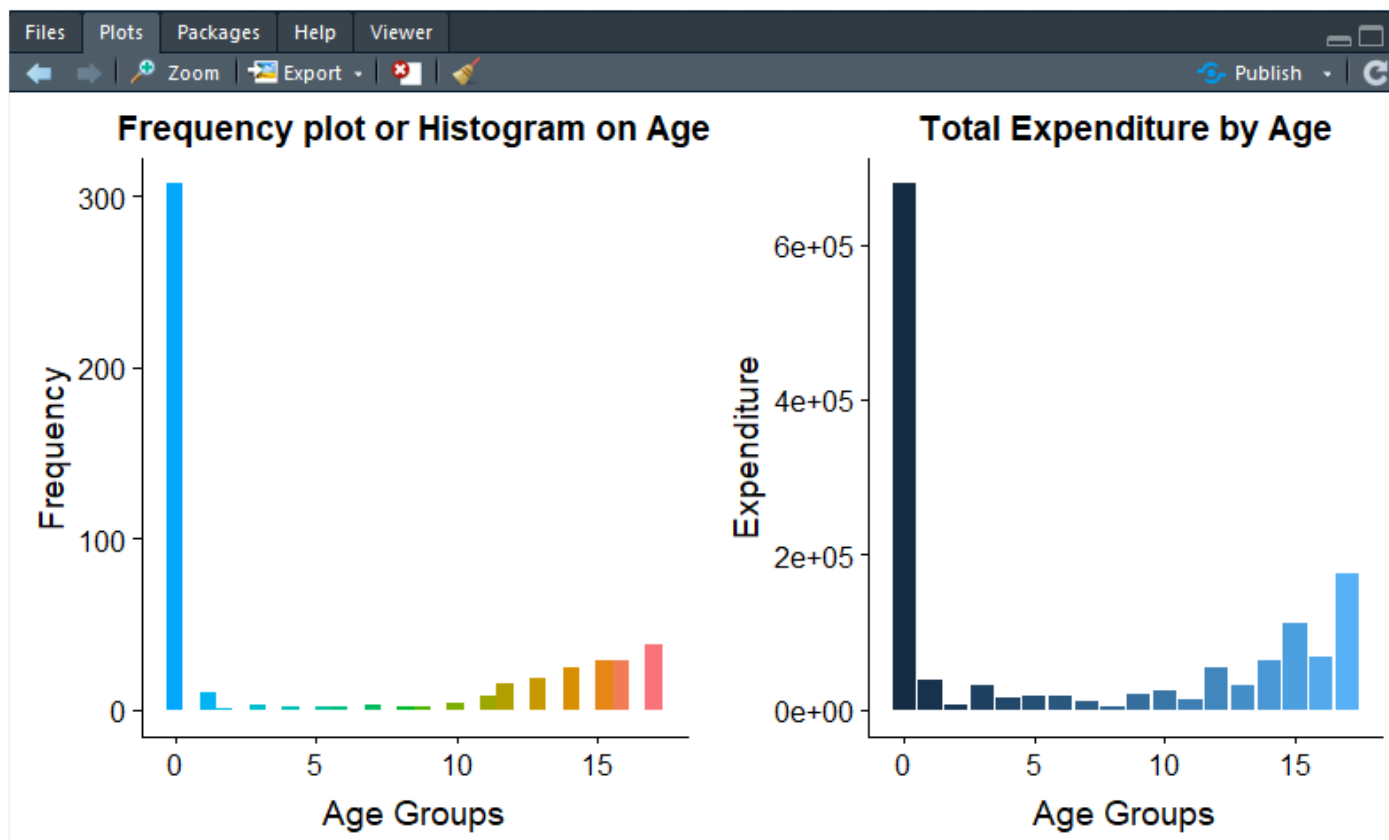 Files Plots Packages Help Viewer
Zoom Export Publish
Frequency plot or Histogram on Age
300
200
100
0
Frequency
0 5 10 15
Age Groups
Total Expenditure by Age
6e+05
4e+05
2e+05
0e+00
Expenditure
0 5 10 15
Age Groups